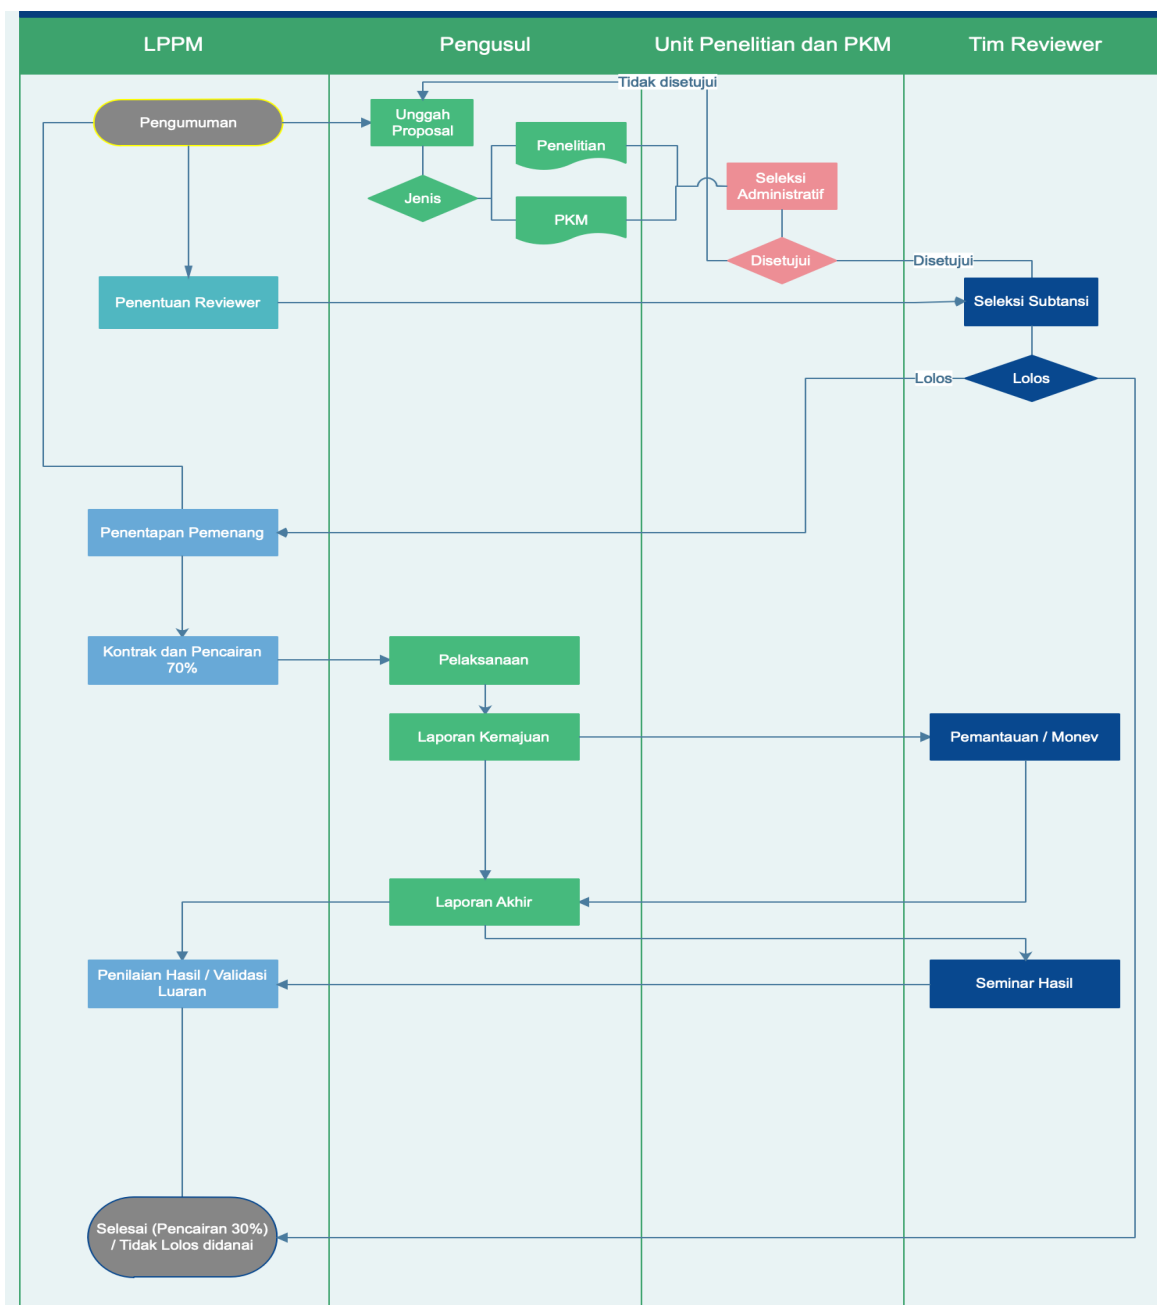 LPPM
Pengusul
Unit Penelitian dan PKM
Tim Reviewer
Tidak disetujui
Pengumuman
Unggah
Proposal
Penelitian
Seleksi
Administratif
Jenis
PKM
Disetujui
Disetujui
Penentuan Reviewer
Seleksi Subtansi
Lolos
Lolos
Penentapan Pemenang
Kontrak dan Pencairan
70%
Pelaksanaan
Laporan Kemajuan
Pemantauan / Monev
Laporan Akhir
Penilaian Hasil / Validasi
Luaran
Seminar Hasil
Selesai (Pencairan 30%)
/ Tidak Lolos didanai